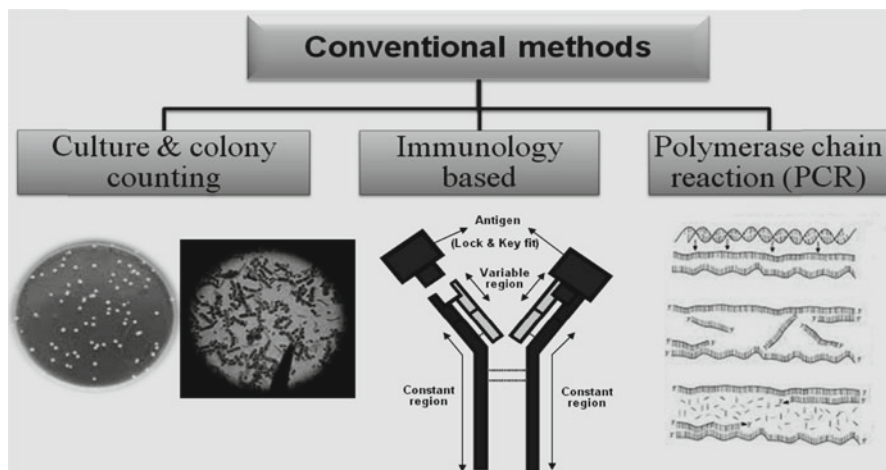 Conventional methods
Culture & colony
counting
Immunology
based
Polymerase chain
reaction (PCR)
Antigen
(Lock & Key fit)
Variable
region
Constant
region
Constant
region